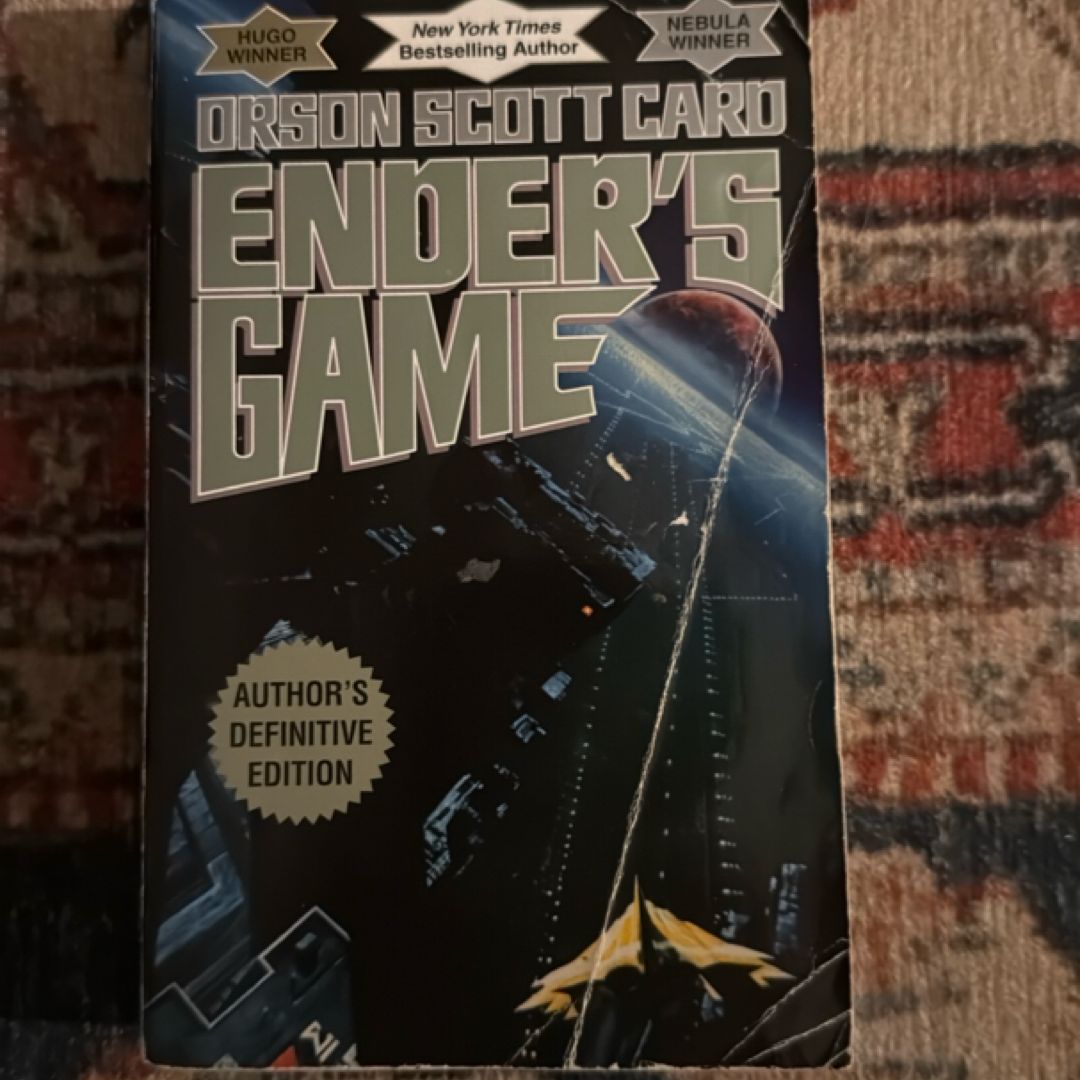 HUGO
WINNER
New York Times
Bestselling Author
NEBULA
WINNER
ORSON SCOTT CARD
ENDER'S
GAME
AUTHOR'S
DEFINITIVE
EDITION